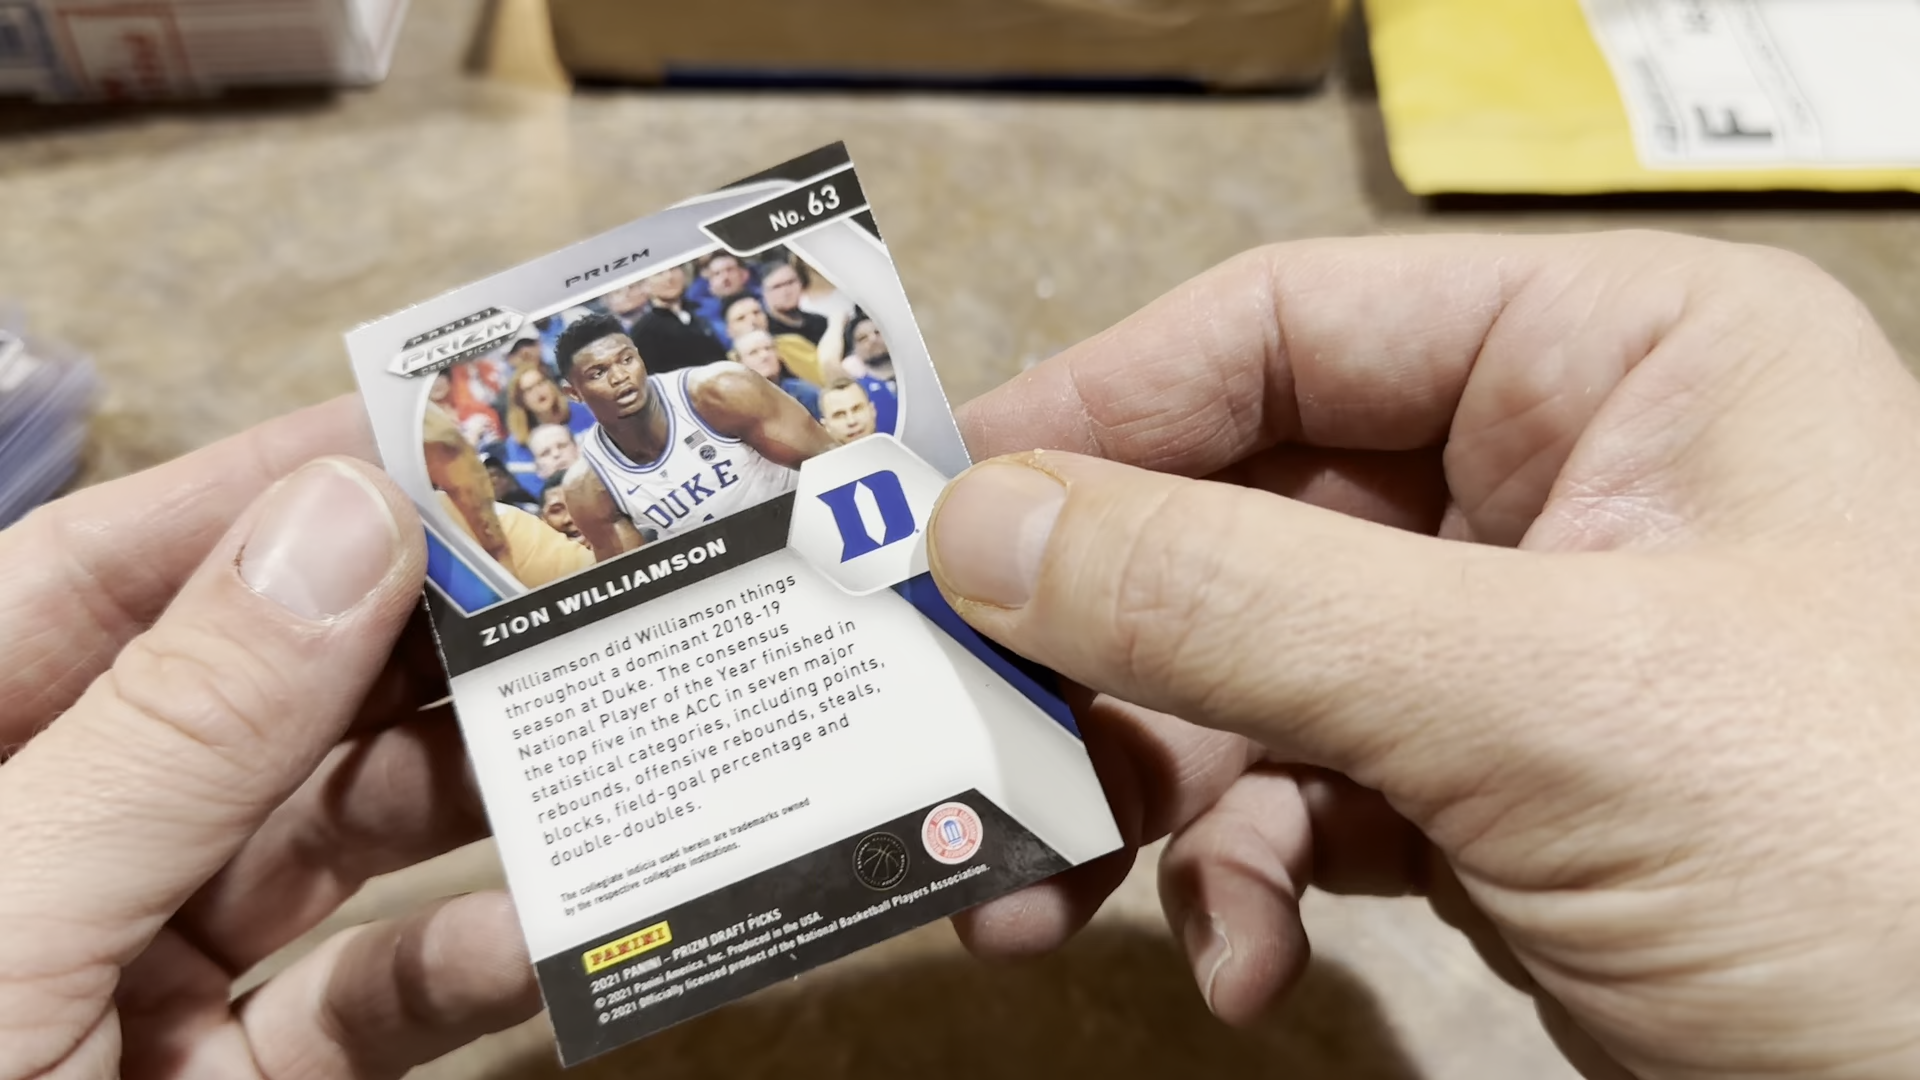 No. 63
PRIZM
PANINI
PRIZM
DRAFT PICKS
DUKE
D
ZION WILLIAMSON
Williamson did Williamson things
throughout a dominant 2018-19
season at Duke. The consensus
National Player of the Year finished in
the top five in the ACC in seven major
statistical categories, including points,
rebounds, offensive rebounds, steals,
blocks, field-goal percentage and
double-doubles.
The collegiate indicia used herein are trademarks owned
by the respective collegiate institutions.
PANINI
2021 PANINI – PRIZM DRAFT PICKS
© 2021 Panini America, Inc. Produced in the USA.
© 2021 Officially licensed product of the National Basketball Players Association.
F